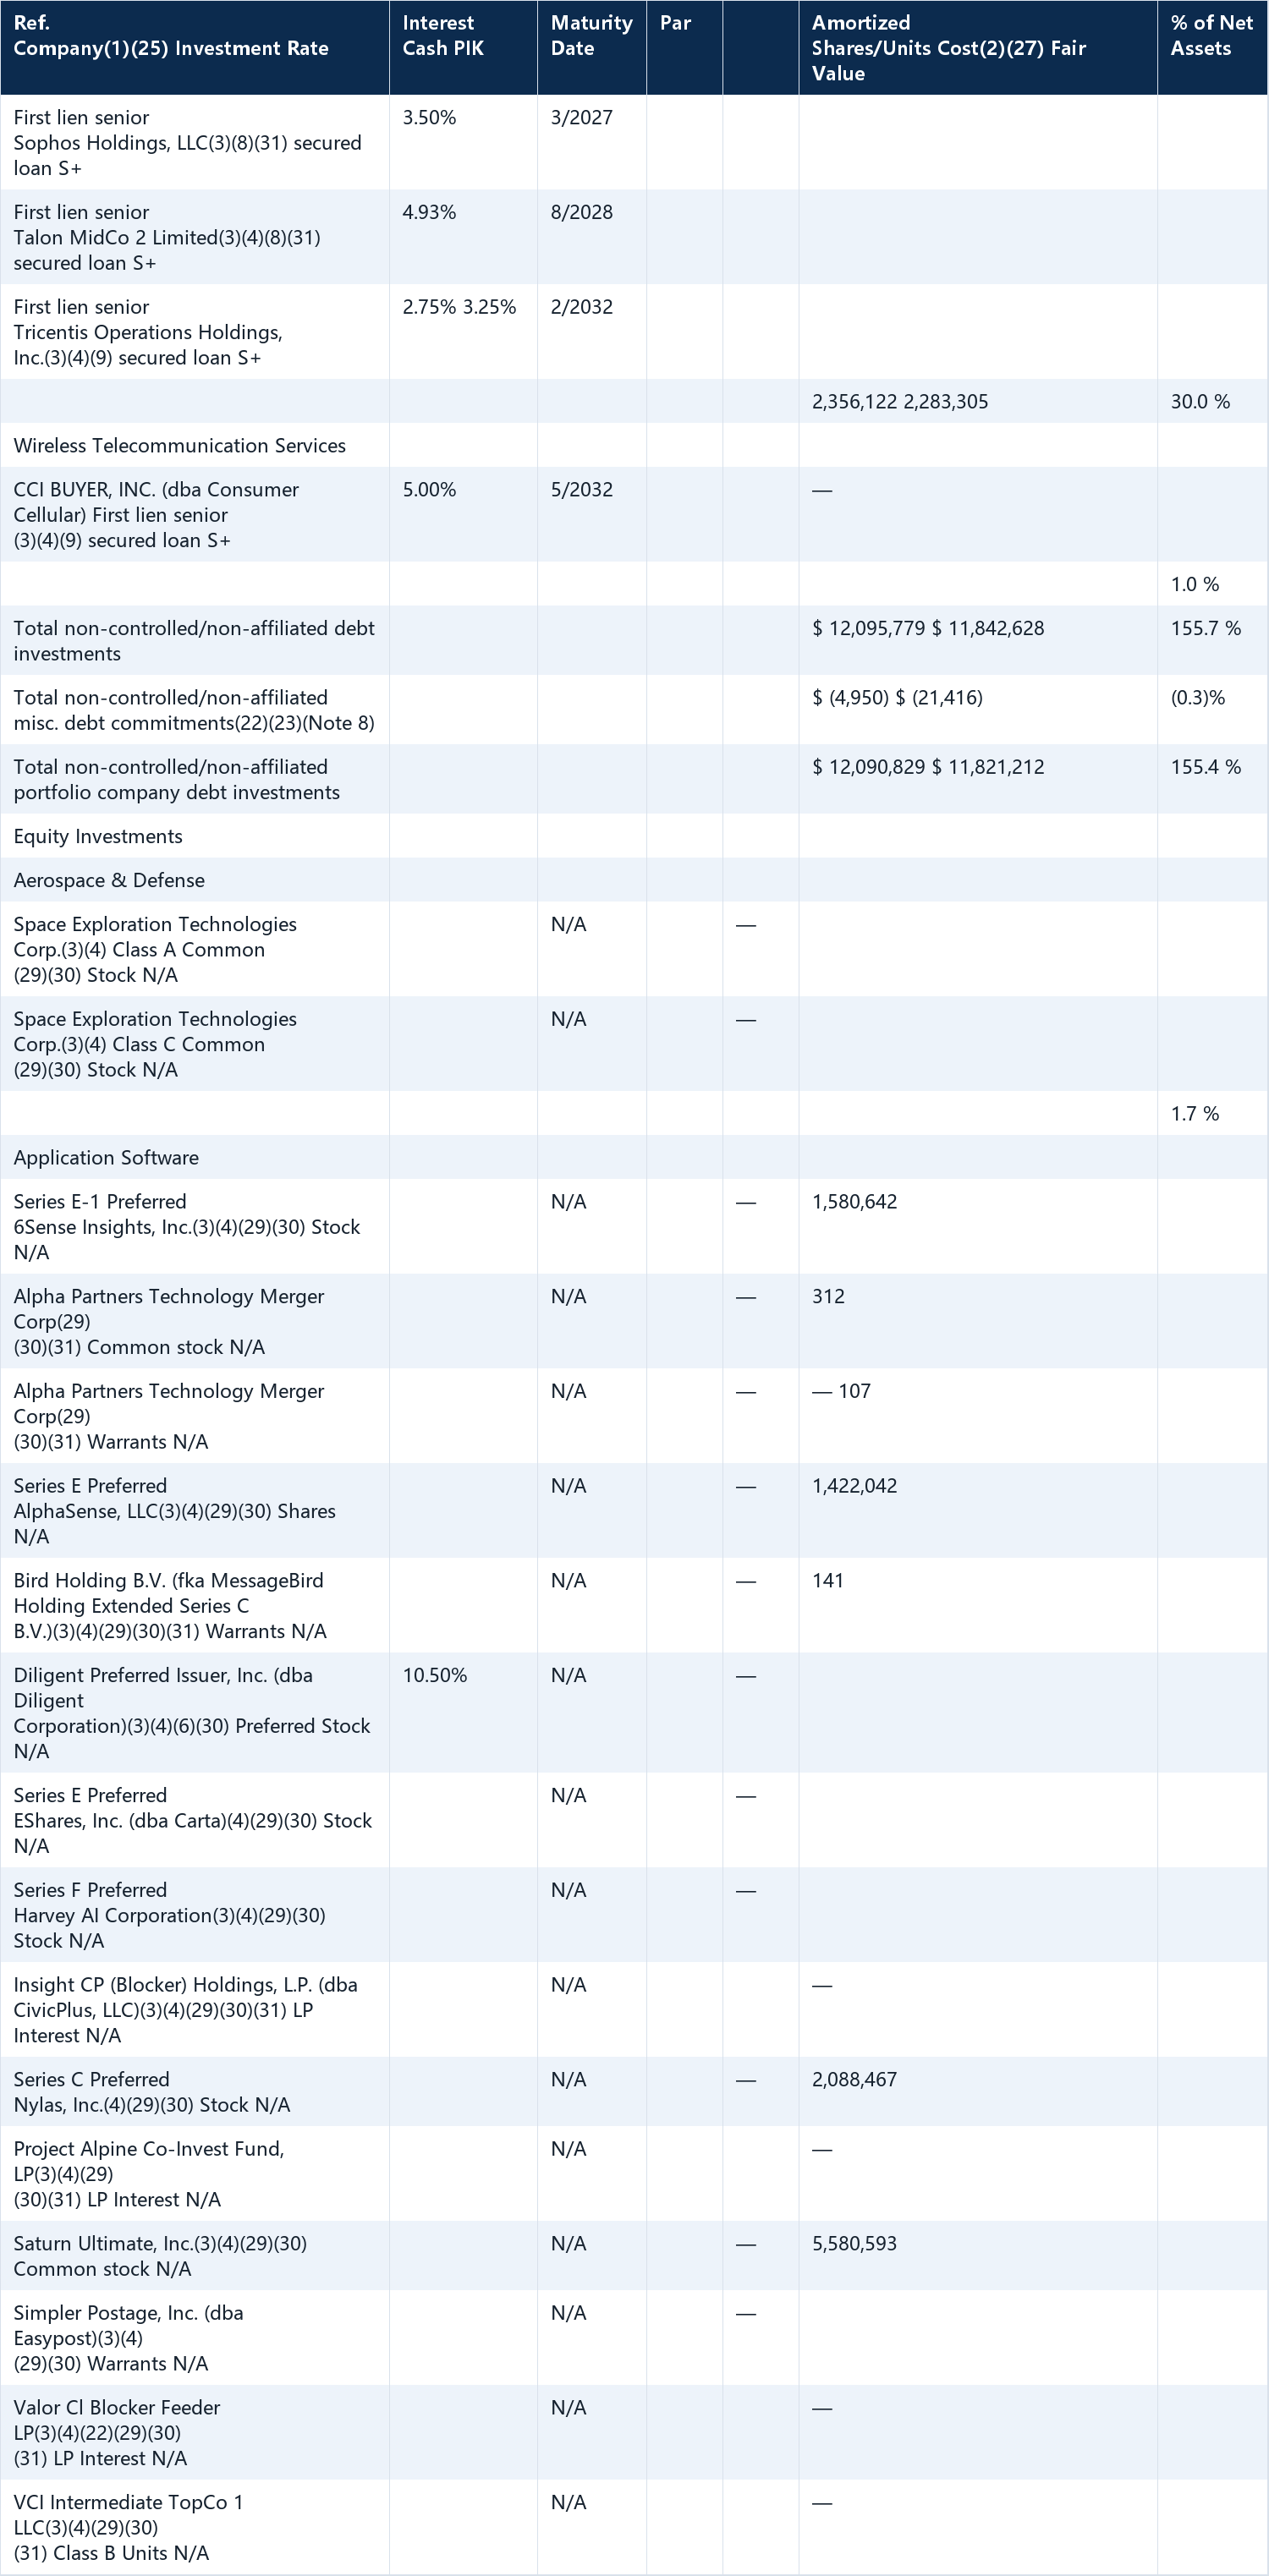 Ref.
Company(1)(25) Investment Rate
Interest
Cash PIK
Maturity
Date
Par
Amortized
Shares/Units Cost(2)(27) Fair
Value
% of Net
Assets
First lien senior
Sophos Holdings, LLC(3)(8)(31) secured
loan S+
3.50%
3/2027
First lien senior
Talon MidCo 2 Limited(3)(4)(8)(31)
secured loan S+
4.93%
8/2028
First lien senior
Tricentis Operations Holdings,
Inc.(3)(4)(9) secured loan S+
2.75% 3.25%
2/2032
2,356,122 2,283,305
30.0 %
Wireless Telecommunication Services
CCI BUYER, INC. (dba Consumer
Cellular) First lien senior
(3)(4)(9) secured loan S+
5.00%
5/2032
—
1.0 %
Total non-controlled/non-affiliated debt
investments
$ 12,095,779 $ 11,842,628
155.7 %
Total non-controlled/non-affiliated
misc. debt commitments(22)(23)(Note 8)
$ (4,950) $ (21,416)
(0.3)%
Total non-controlled/non-affiliated
portfolio company debt investments
$ 12,090,829 $ 11,821,212
155.4 %
Equity Investments
Aerospace & Defense
Space Exploration Technologies
Corp.(3)(4) Class A Common
(29)(30) Stock N/A
N/A
—
Space Exploration Technologies
Corp.(3)(4) Class C Common
(29)(30) Stock N/A
N/A
—
1.7 %
Application Software
Series E-1 Preferred
6Sense Insights, Inc.(3)(4)(29)(30) Stock
N/A
N/A
—
1,580,642
Alpha Partners Technology Merger
Corp(29)
(30)(31) Common stock N/A
N/A
—
312
Alpha Partners Technology Merger
Corp(29)
(30)(31) Warrants N/A
N/A
—
— 107
Series E Preferred
AlphaSense, LLC(3)(4)(29)(30) Shares
N/A
N/A
—
1,422,042
Bird Holding B.V. (fka MessageBird
Holding Extended Series C
B.V.)(3)(4)(29)(30)(31) Warrants N/A
N/A
—
141
Diligent Preferred Issuer, Inc. (dba
Diligent
Corporation)(3)(4)(6)(30) Preferred Stock
N/A
10.50%
N/A
—
Series E Preferred
EShares, Inc. (dba Carta)(4)(29)(30) Stock
N/A
N/A
—
Series F Preferred
Harvey AI Corporation(3)(4)(29)(30)
Stock N/A
N/A
—
Insight CP (Blocker) Holdings, L.P. (dba
CivicPlus, LLC)(3)(4)(29)(30)(31) LP
Interest N/A
N/A
—
Series C Preferred
Nylas, Inc.(4)(29)(30) Stock N/A
N/A
—
2,088,467
Project Alpine Co-Invest Fund,
LP(3)(4)(29)
(30)(31) LP Interest N/A
N/A
—
Saturn Ultimate, Inc.(3)(4)(29)(30)
Common stock N/A
N/A
—
5,580,593
Simpler Postage, Inc. (dba
Easypost)(3)(4)
(29)(30) Warrants N/A
N/A
—
Valor Cl Blocker Feeder
LP(3)(4)(22)(29)(30)
(31) LP Interest N/A
N/A
—
VCI Intermediate TopCo 1
LLC(3)(4)(29)(30)
(31) Class B Units N/A
N/A
—